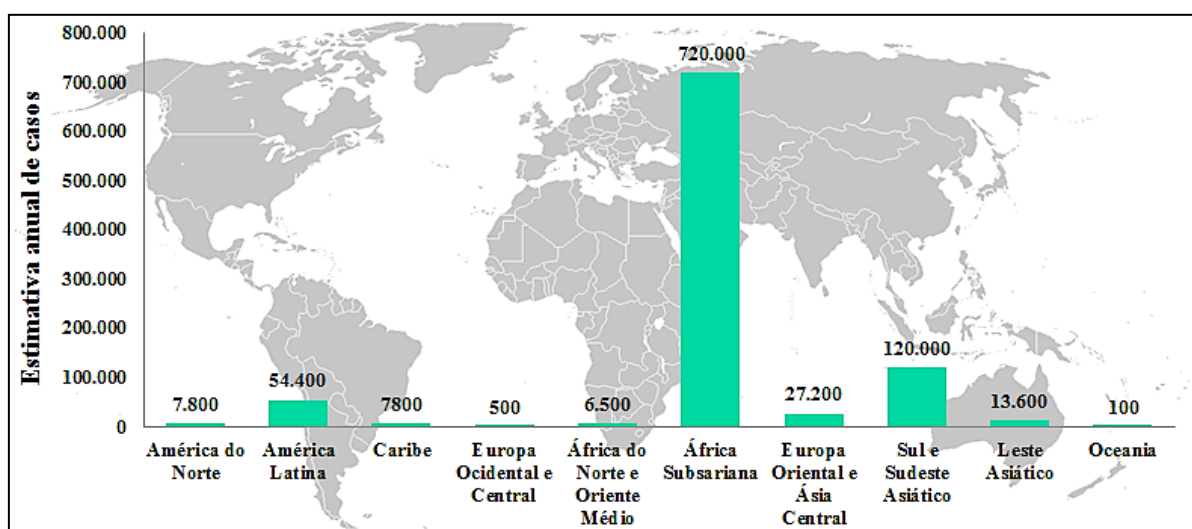 Estimativa anual de casos
800.000
700.000
600.000
500.000
400.000
300.000
200.000
100.000
0
7.800
54.400
7800
500
6.500
720.000
27.200
120.000
13.600
100
América do
Norte
América
Latina
Caribe
Europa
Ocidental e
Central
África do
Norte e
Oriente
Médio
África
Subsariana
Europa
Oriental e
Ásia
Central
Sul e
Sudeste
Asiático
Leste
Asiático
Oceania